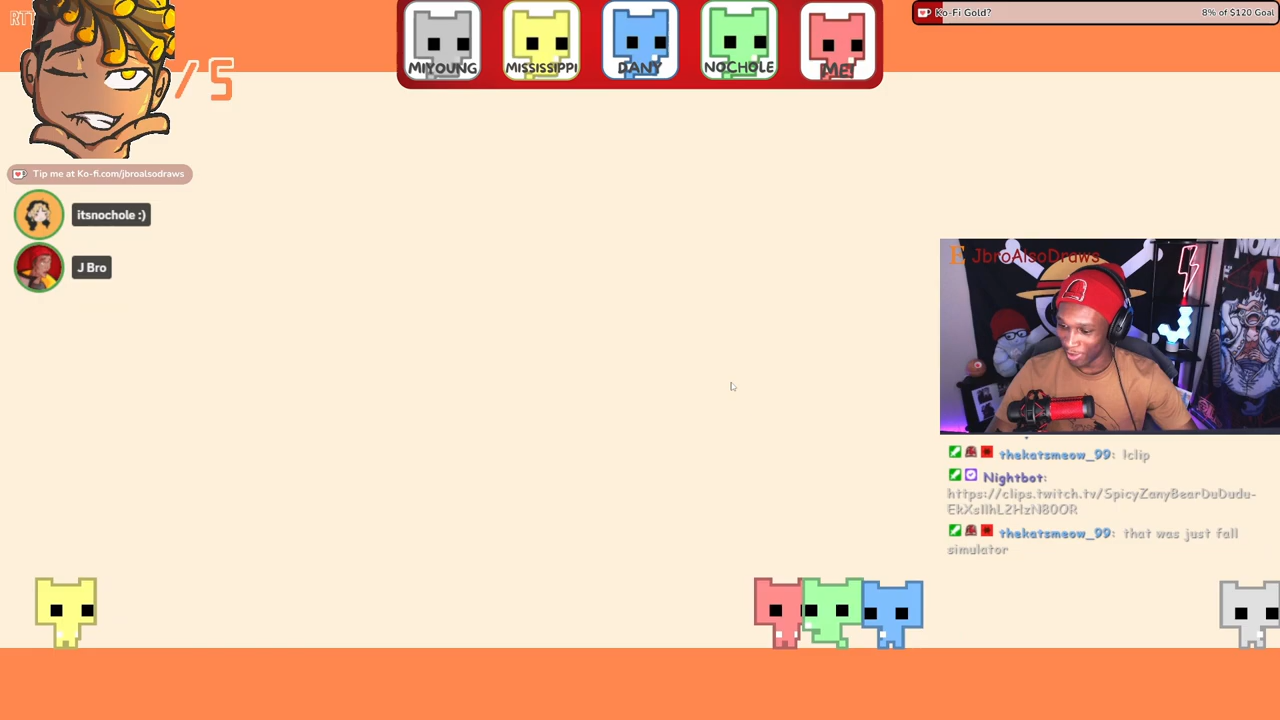 /5
MIYOUNG
MISSISSIPPI
DANY
NOCHOLE
ME!
Ko-Fi Gold?
8% of $120 Goal
Tip me at Ko-fi.com/jbroalsodraws
itsnochole :)
J Bro
E JbroAlsoDraws
thekatsmeow_99: !clip
Nightbot:
https://clips.twitch.tv/SpicyZanyBearDuDudu-
thekatsmeow_99: that was just fall
simulator